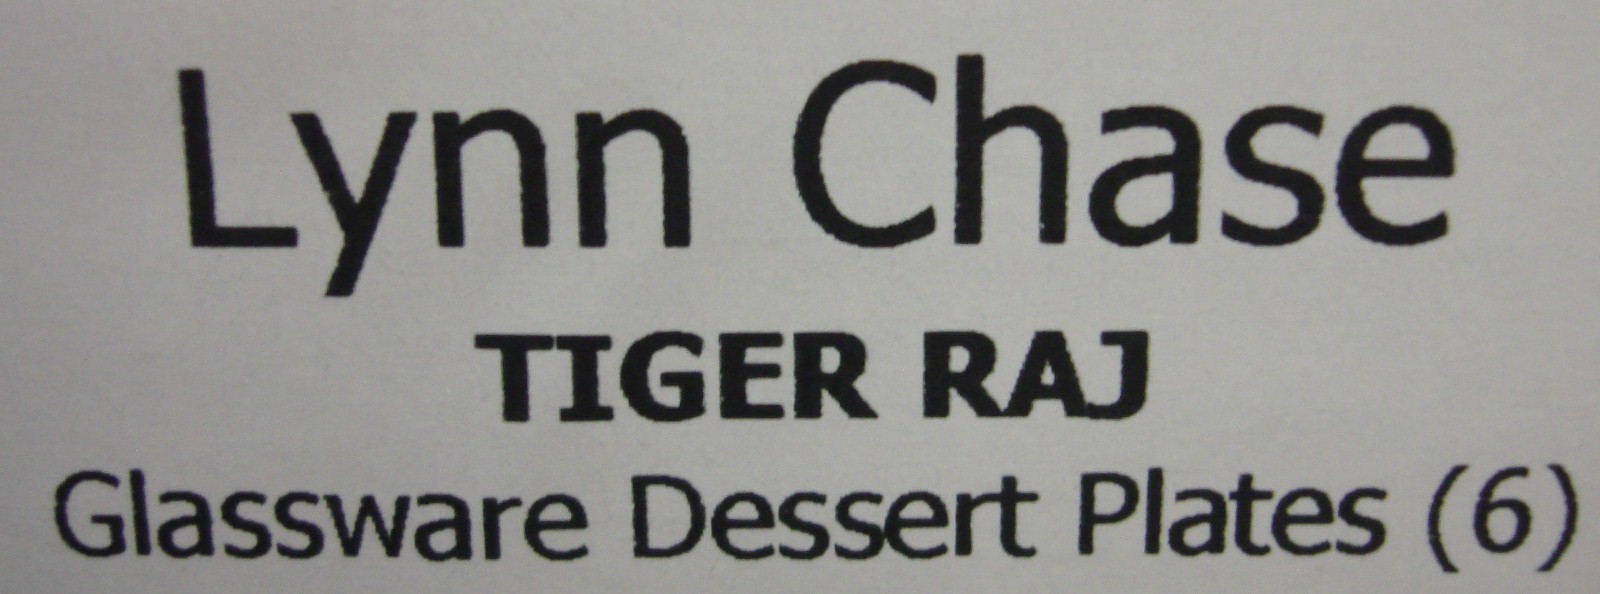 Lynn Chase
TIGER RAJ
Glassware Dessert Plates (6)